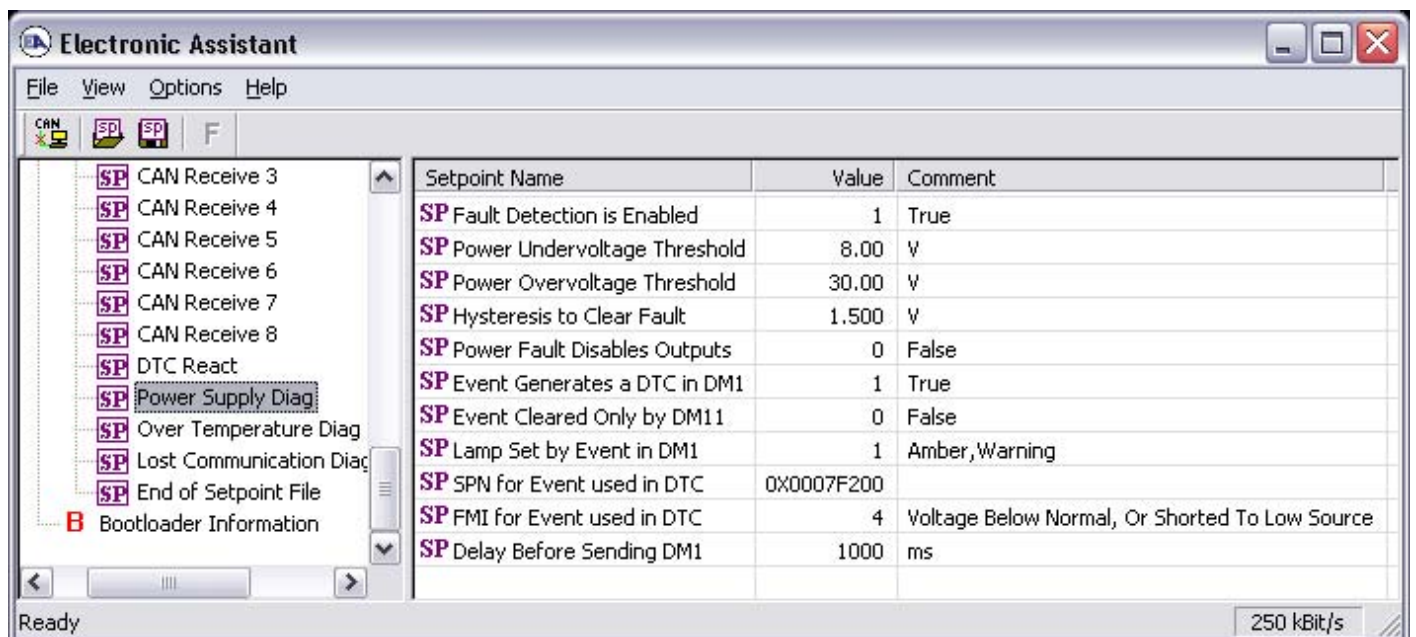 Electronic Assistant
File View Options Help
CAN SP SP F
SP CAN Receive 3
SP CAN Receive 4
SP CAN Receive 5
SP CAN Receive 6
SP CAN Receive 7
SP CAN Receive 8
SP DTC React
SP Power Supply Diag
SP Over Temperature Diag
SP Lost Communication Diag
SP End of Setpoint File
B Bootloader Information
Setpoint Name Value Comment
SP Fault Detection is Enabled 1 True
SP Power Undervoltage Threshold 8.00 V
SP Power Overvoltage Threshold 30.00 V
SP Hysteresis to Clear Fault 1.500 V
SP Power Fault Disables Outputs 0 False
SP Event Generates a DTC in DM1 1 True
SP Event Cleared Only by DM11 0 False
SP Lamp Set by Event in DM1 1 Amber,Warning
SP SPN for Event used in DTC 0X0007F200
SP FMI for Event used in DTC 4 Voltage Below Normal, Or Shorted To Low Source
SP Delay Before Sending DM1 1000 ms
Ready 250 kBit/s